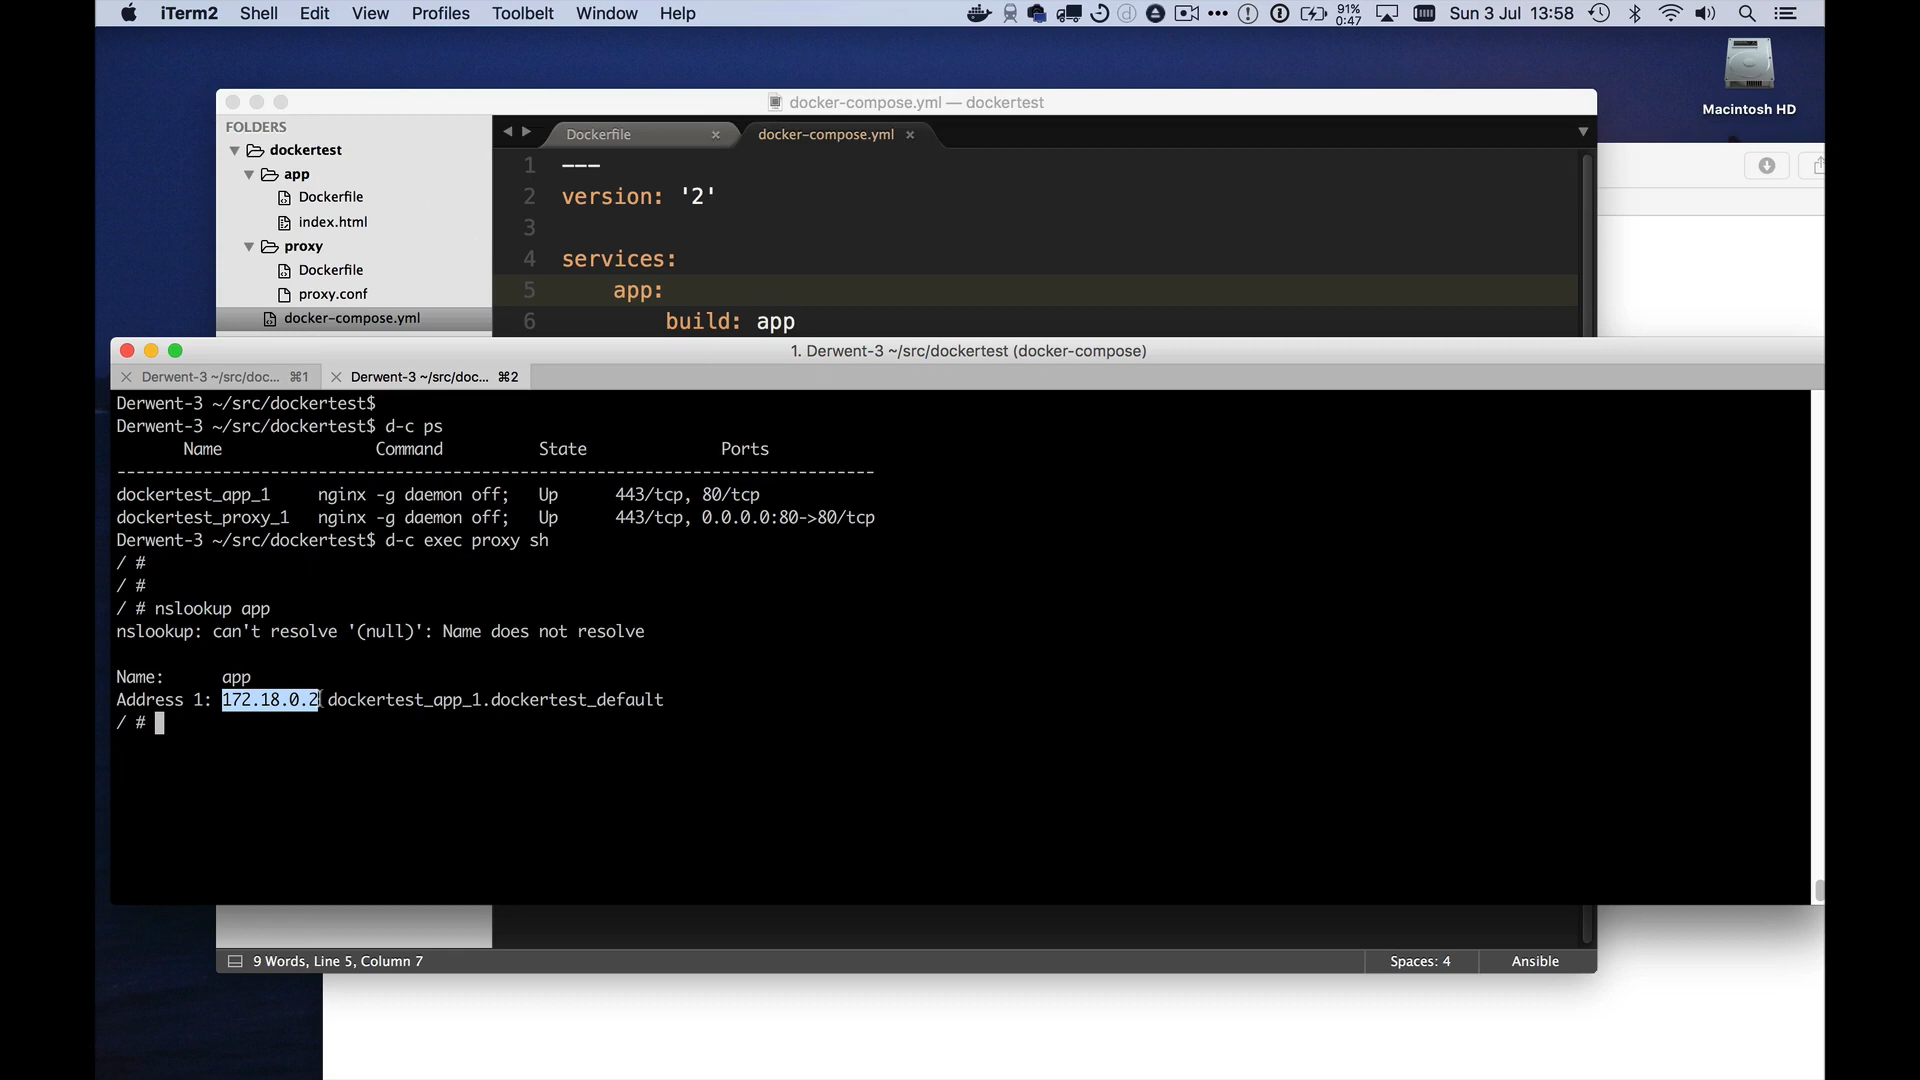 iTerm2 Shell Edit View Profiles Toolbelt Window Help 91% 0:47 Sun 3 Jul 13:58
Macintosh HD
docker-compose.yml — dockertest
FOLDERS
dockertest
app
Dockerfile
index.html
proxy
Dockerfile
proxy.conf
docker-compose.yml
Dockerfile × docker-compose.yml ×
1 ---
2 version: '2'
3
4 services:
5 app:
6 build: app
1. Derwent-3 ~/src/dockertest (docker-compose)
Derwent-3 ~/src/doc... ⌘1 Derwent-3 ~/src/doc... ⌘2
Derwent-3 ~/src/dockertest$
Derwent-3 ~/src/dockertest$ d-c ps
Name Command State Ports
-------------------------------------------------------------------------------
dockertest_app_1 nginx -g daemon off; Up 443/tcp, 80/tcp
dockertest_proxy_1 nginx -g daemon off; Up 443/tcp, 0.0.0.0:80->80/tcp
Derwent-3 ~/src/dockertest$ d-c exec proxy sh
/ #
/ #
/ # nslookup app
nslookup: can't resolve '(null)': Name does not resolve
Name: app
Address 1: 172.18.0.2 dockertest_app_1.dockertest_default
/ #
9 Words, Line 5, Column 7 Spaces: 4 Ansible